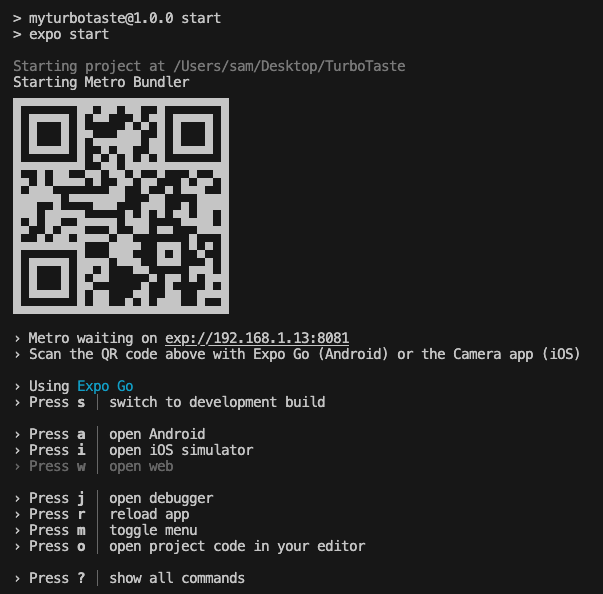 > myturbotaste@1.0.0 start
> expo start
Starting project at /Users/sam/Desktop/TurboTaste
Starting Metro Bundler
› Metro waiting on exp://192.168.1.13:8081
› Scan the QR code above with Expo Go (Android) or the Camera app (iOS)
› Using Expo Go
› Press s │ switch to development build
› Press a │ open Android
› Press i │ open iOS simulator
› Press w │ open web
› Press j │ open debugger
› Press r │ reload app
› Press m │ toggle menu
› Press o │ open project code in your editor
› Press ? │ show all commands